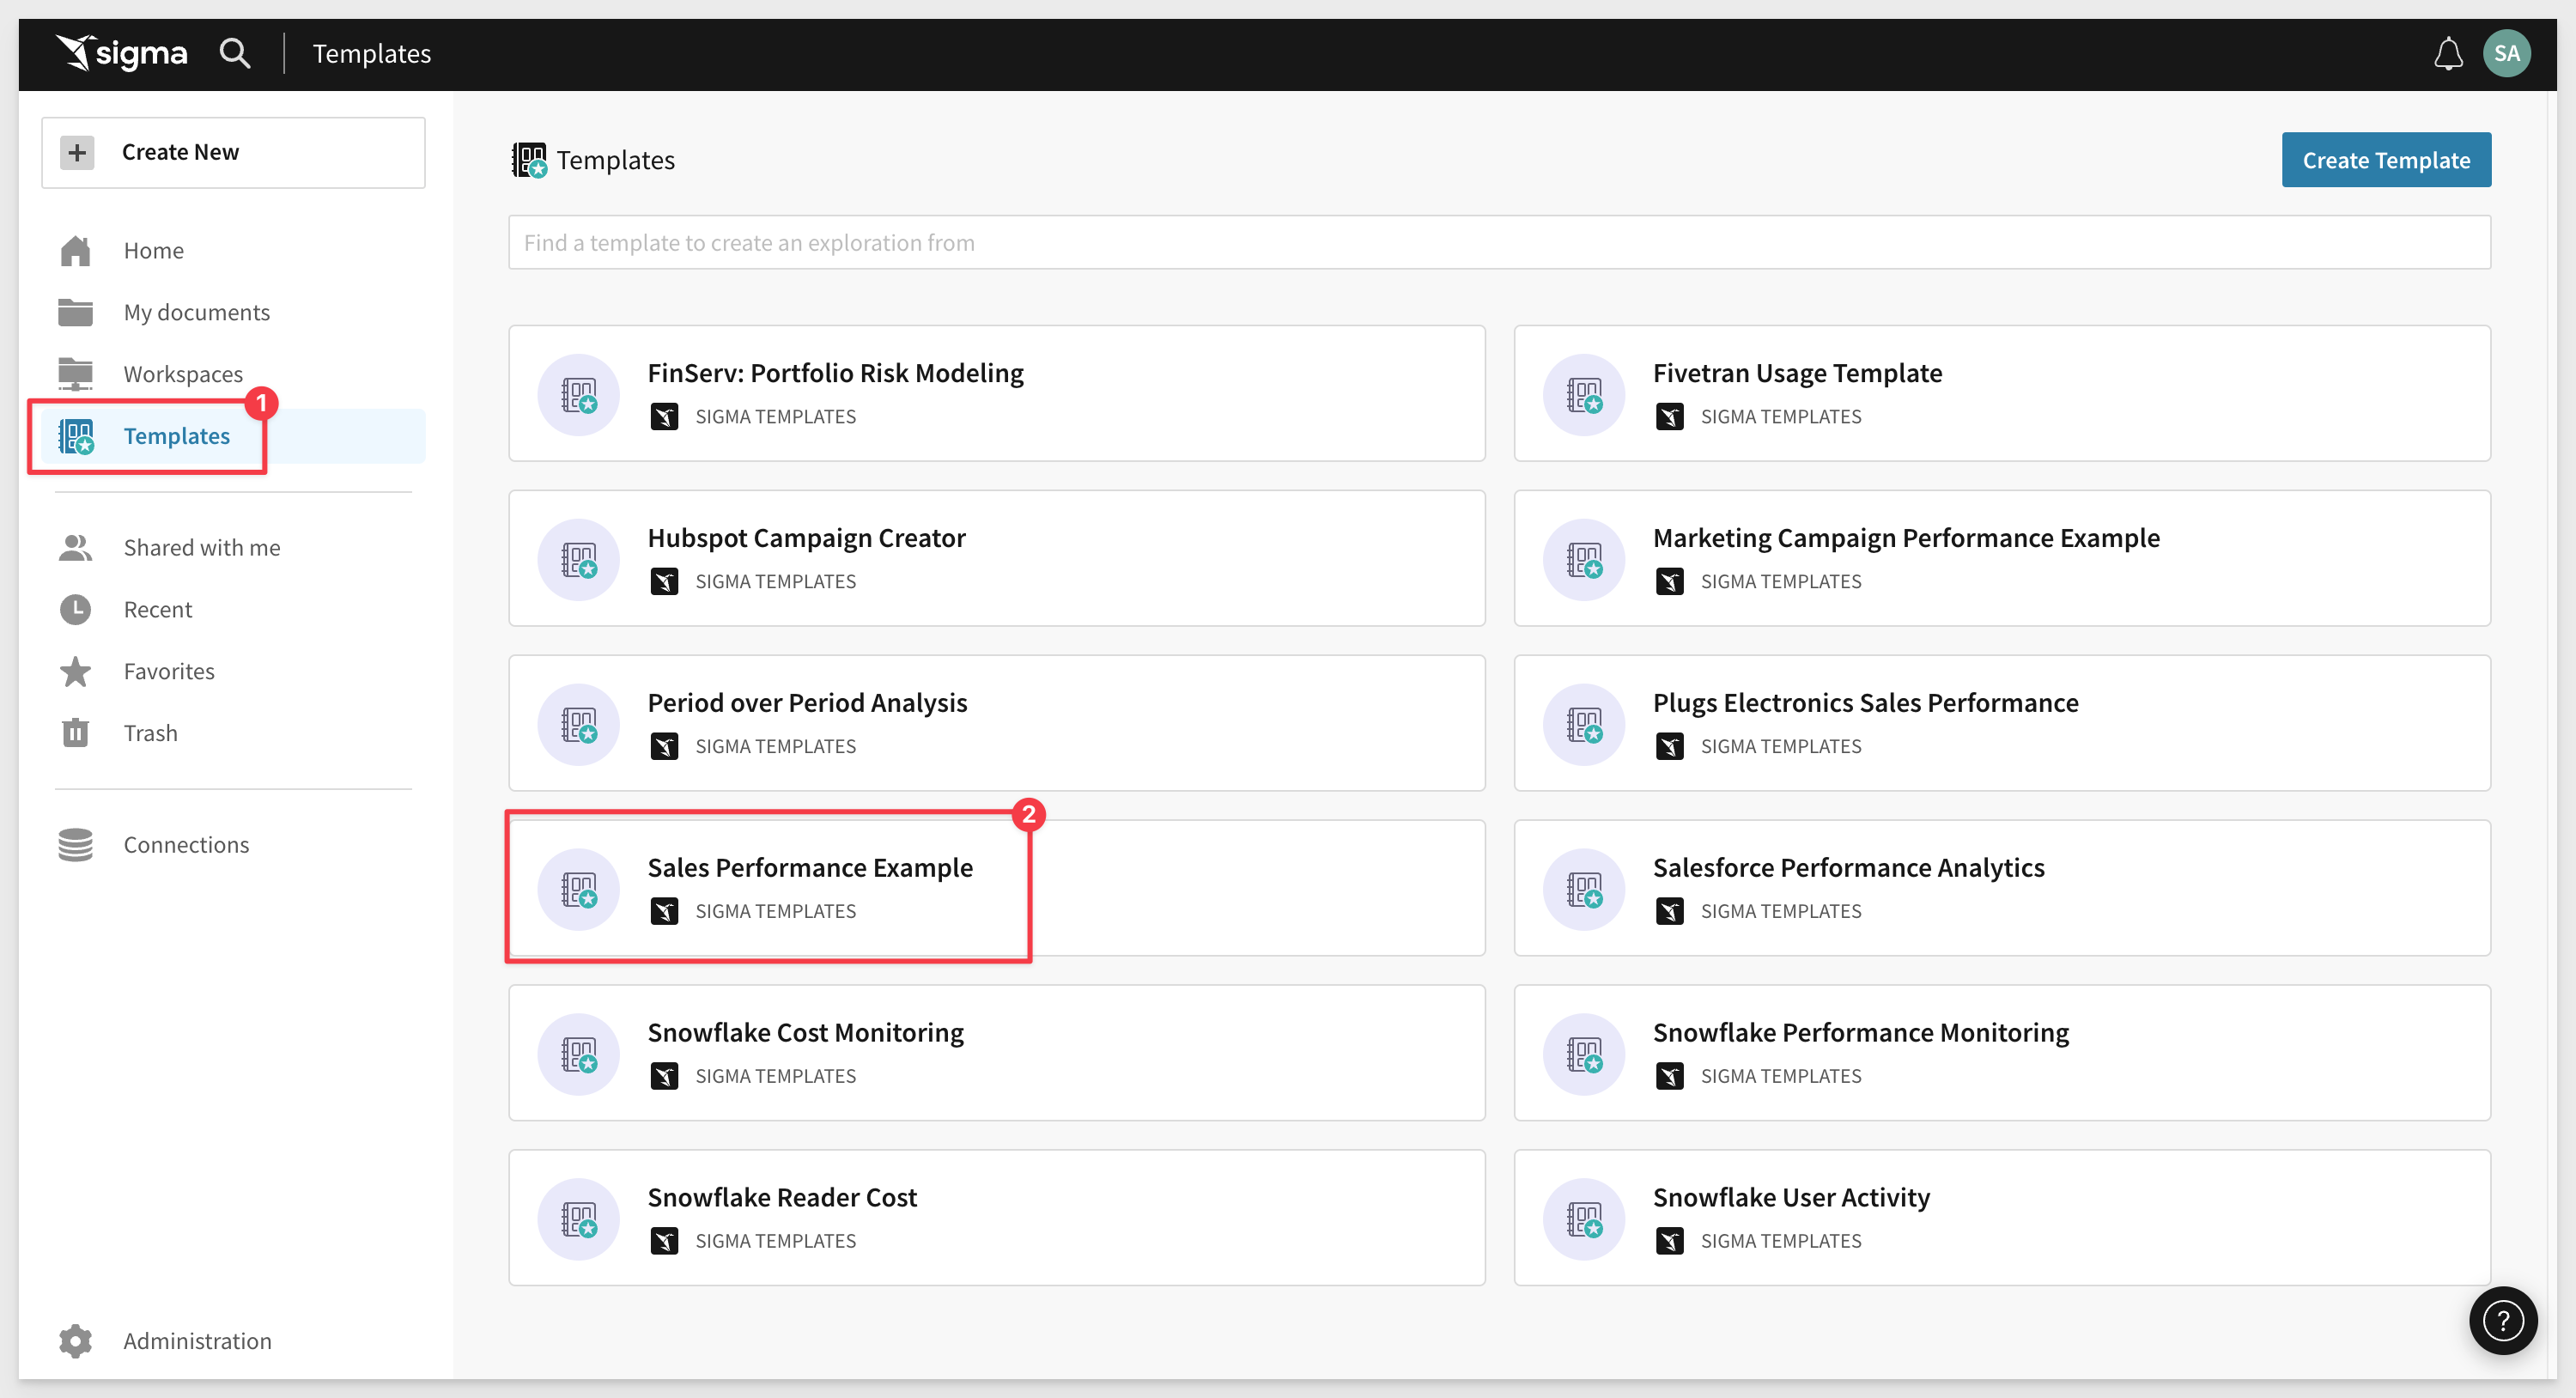 sigma
Templates
SA
Create New
Home
My documents
Workspaces
1
Templates
Shared with me
Recent
Favorites
Trash
Connections
Administration
Templates
Create Template
Find a template to create an exploration from
FinServ: Portfolio Risk Modeling
SIGMA TEMPLATES
Fivetran Usage Template
SIGMA TEMPLATES
Hubspot Campaign Creator
SIGMA TEMPLATES
Marketing Campaign Performance Example
SIGMA TEMPLATES
Period over Period Analysis
SIGMA TEMPLATES
Plugs Electronics Sales Performance
SIGMA TEMPLATES
2
Sales Performance Example
SIGMA TEMPLATES
Salesforce Performance Analytics
SIGMA TEMPLATES
Snowflake Cost Monitoring
SIGMA TEMPLATES
Snowflake Performance Monitoring
SIGMA TEMPLATES
Snowflake Reader Cost
SIGMA TEMPLATES
Snowflake User Activity
SIGMA TEMPLATES
?